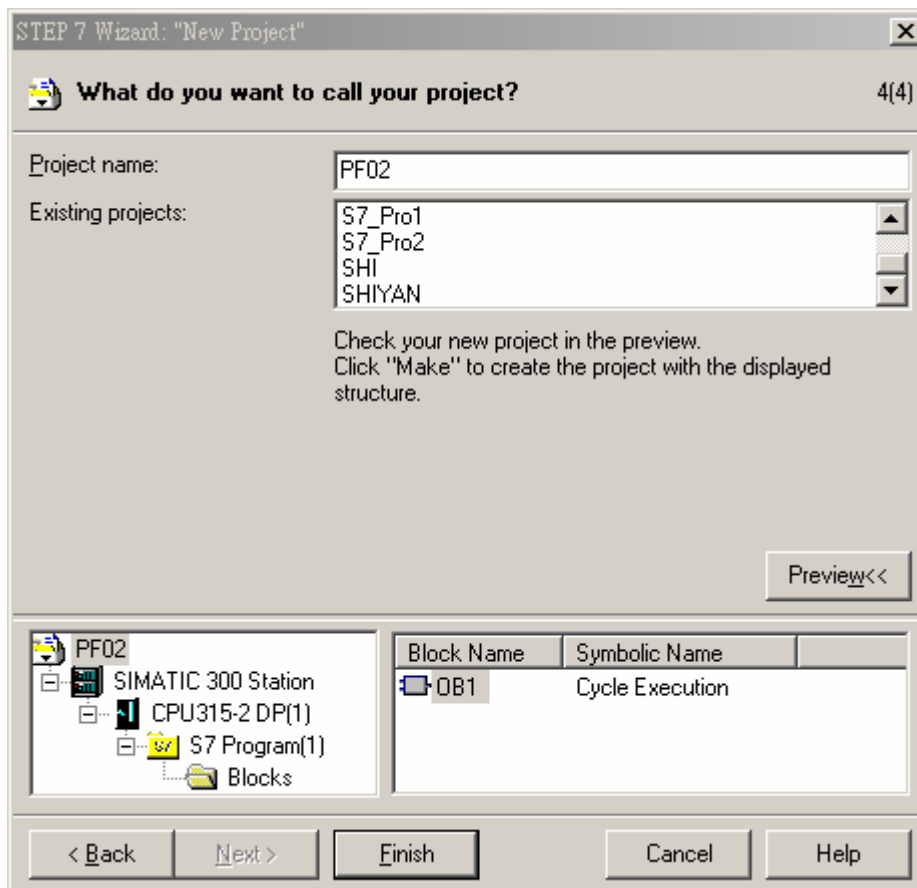 STEP 7 Wizard: "New Project"
What do you want to call your project?
4(4)
Project name:
PF02
Existing projects:
S7_Pro1
S7_Pro2
SHI
SHIYAN
Check your new project in the preview.
Click "Make" to create the project with the displayed
structure.
Preview<<
PF02
SIMATIC 300 Station
CPU315-2 DP(1)
S7 Program(1)
Blocks
Block Name
Symbolic Name
OB1
Cycle Execution
< Back
Next >
Finish
Cancel
Help